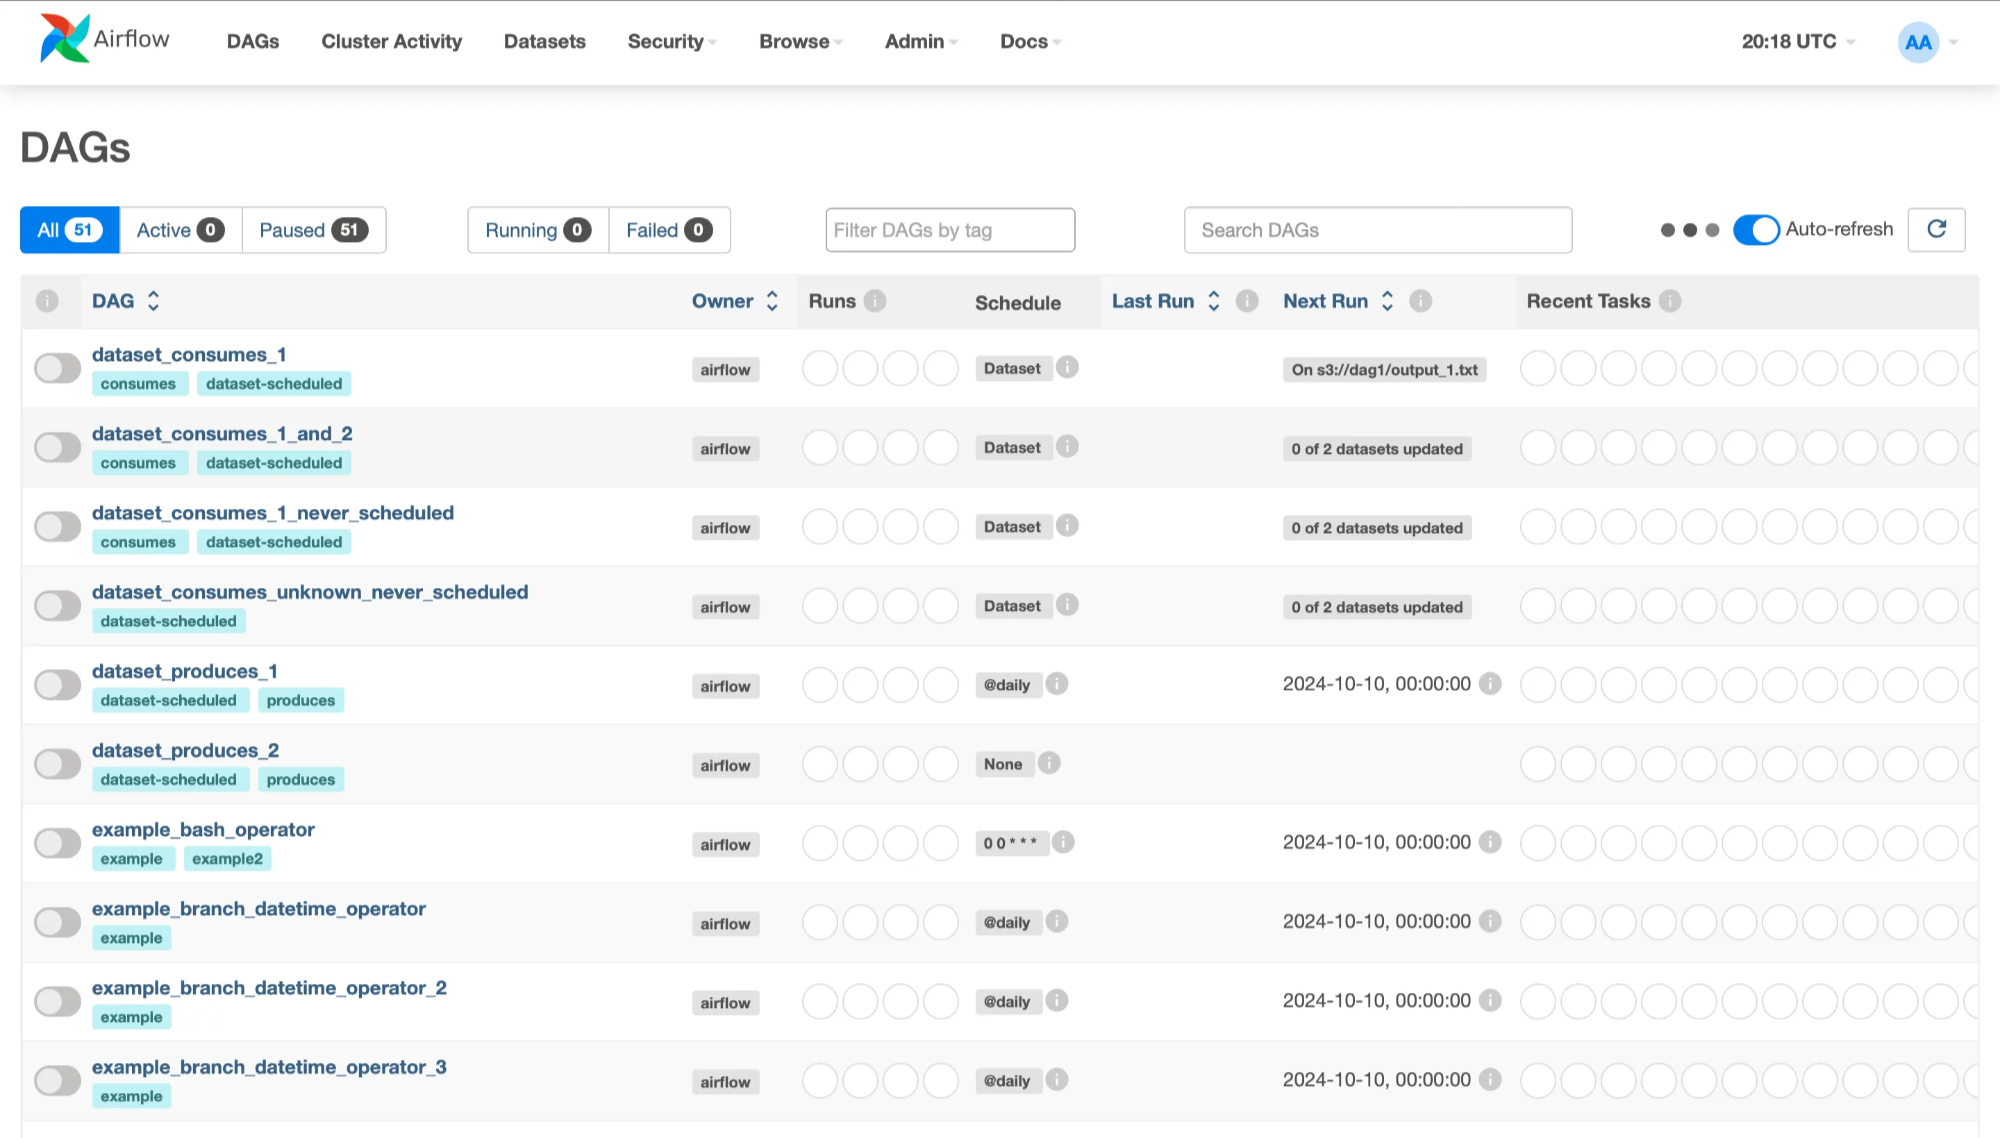 Airflow DAGs Cluster Activity Datasets Security Browse Admin Docs 20:18 UTC AA
DAGs
All 51 Active 0 Paused 51 Running 0 Failed 0 Filter DAGs by tag Search DAGs Auto-refresh
DAG Owner Runs Schedule Last Run Next Run Recent Tasks
dataset_consumes_1
consumes dataset-scheduled airflow Dataset On s3://dag1/output_1.txt
dataset_consumes_1_and_2
consumes dataset-scheduled airflow Dataset 0 of 2 datasets updated
dataset_consumes_1_never_scheduled
consumes dataset-scheduled airflow Dataset 0 of 2 datasets updated
dataset_consumes_unknown_never_scheduled
dataset-scheduled airflow Dataset 0 of 2 datasets updated
dataset_produces_1
dataset-scheduled produces airflow @daily 2024-10-10, 00:00:00
dataset_produces_2
dataset-scheduled produces airflow None
example_bash_operator
example example2 airflow 0 0 * * * 2024-10-10, 00:00:00
example_branch_datetime_operator
example airflow @daily 2024-10-10, 00:00:00
example_branch_datetime_operator_2
example airflow @daily 2024-10-10, 00:00:00
example_branch_datetime_operator_3
example airflow @daily 2024-10-10, 00:00:00